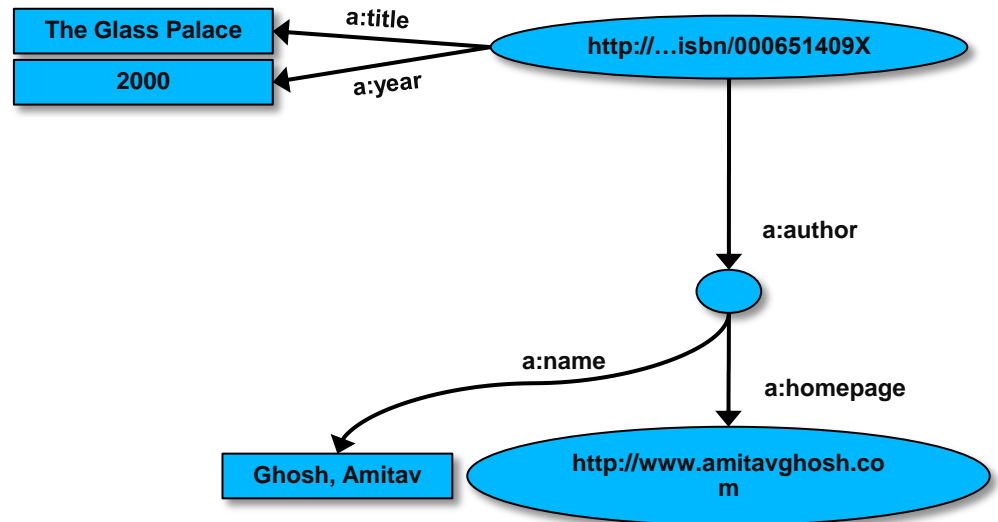 The Glass Palace
a:title
http://…isbn/000651409X
2000
a:year
a:author
a:name
a:homepage
Ghosh, Amitav
http://www.amitavghosh.co
m